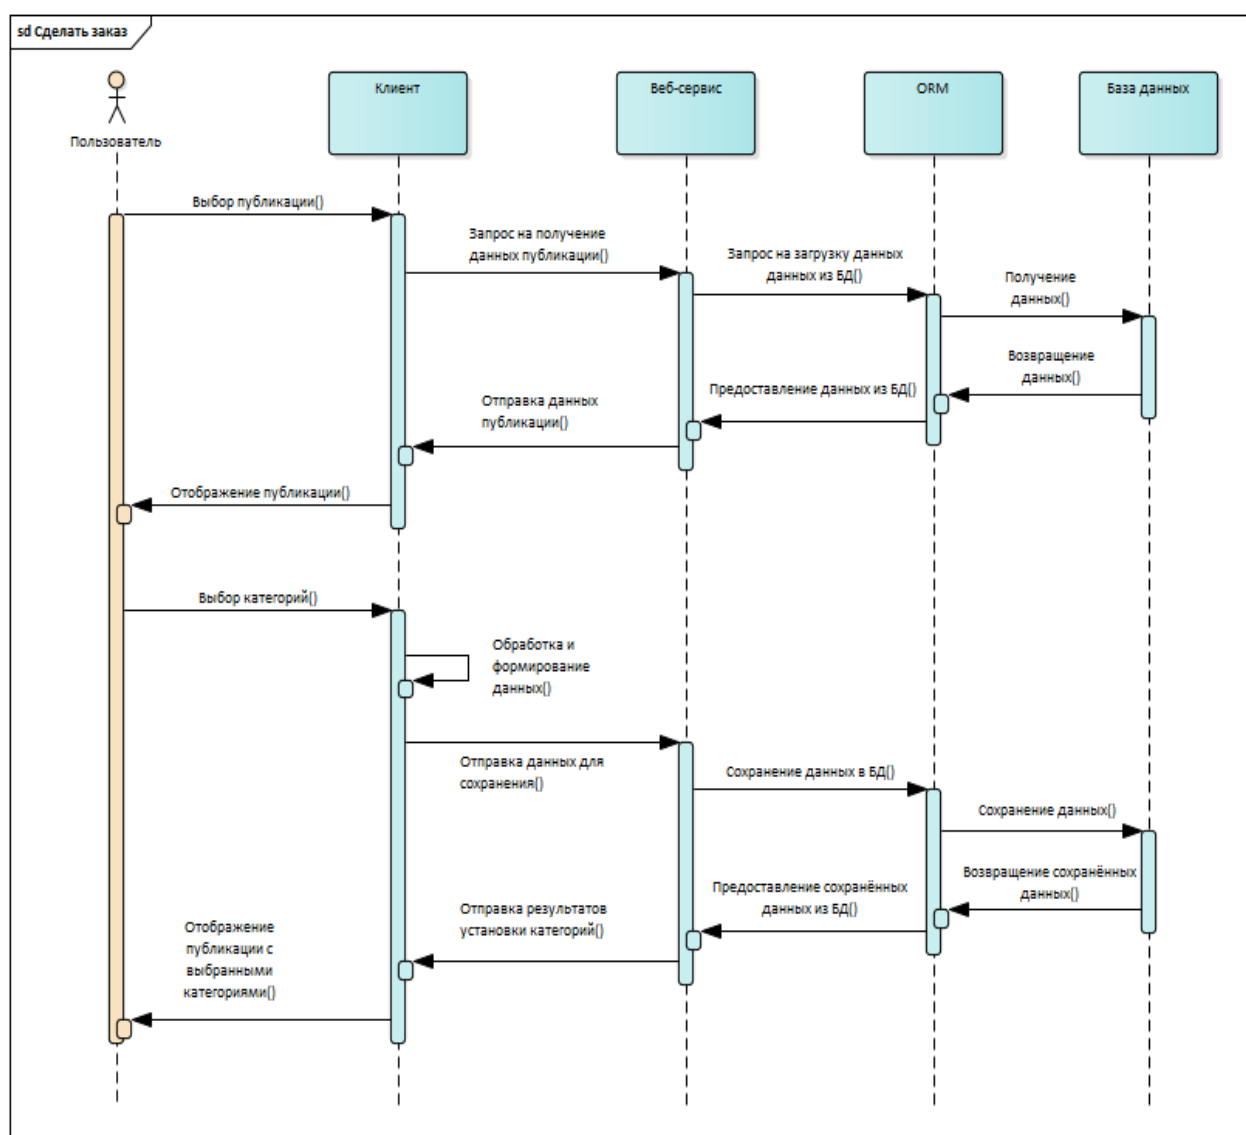 sd Сделать заказ
Пользователь
Клиент
Веб-сервис
ORM
База данных
Выбор публикации()
Запрос на получение
данных публикации()
Запрос на загрузку данных
данных из БД()
Получение
данных()
Возвращение
данных()
Предоставление данных из БД()
Отправка данных
публикации()
Отображение публикации()
Выбор категорий()
Обработка и
формирование
данных()
Отправка данных для
сохранения()
Сохранение данных в БД()
Сохранение данных()
Возвращение сохранённых
данных()
Предоставление сохранённых
данных из БД()
Отправка результатов
установки категорий()
Отображение
публикации с
выбранными
категориями()